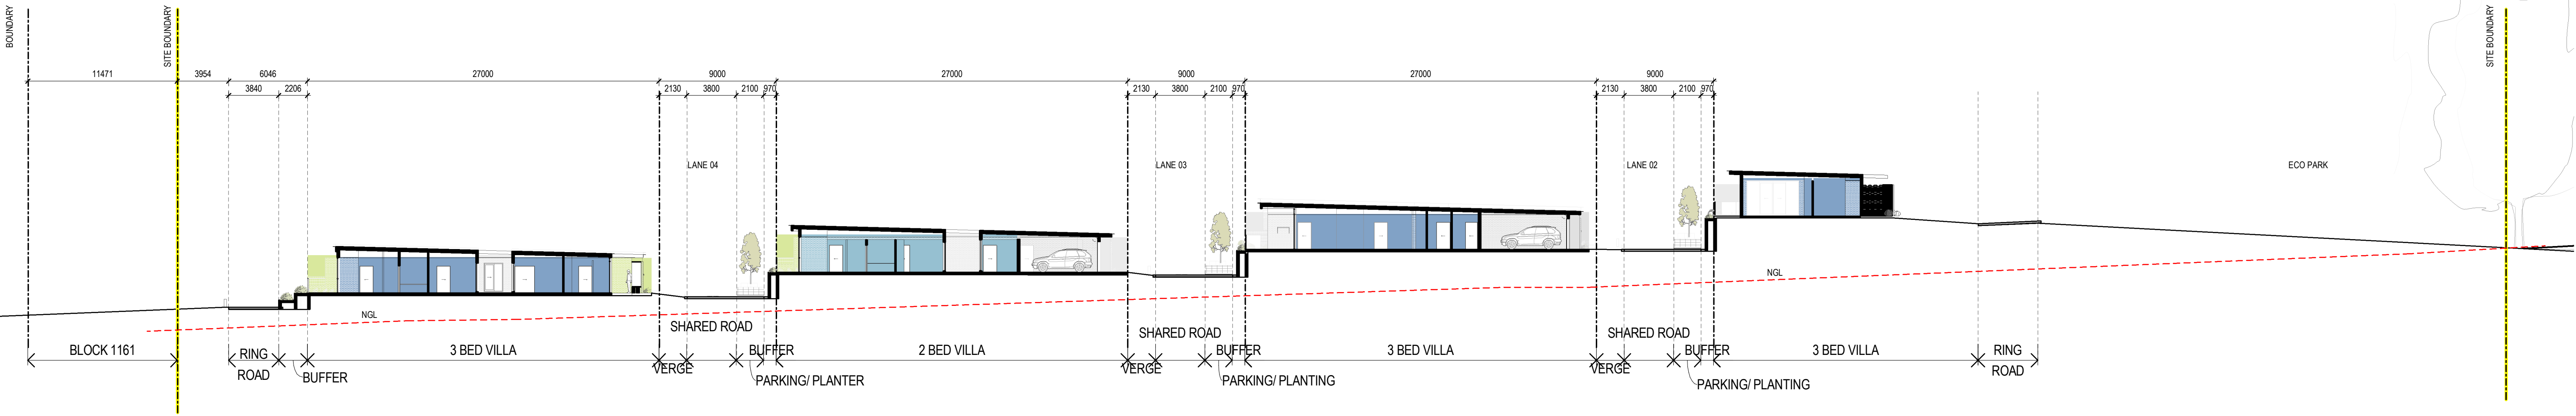 BOUNDARY
SITE BOUNDARY
SITE BOUNDARY
11471
3954
6046
27000
9000
27000
9000
27000
9000
3840
2206
2130
3800
2100
970
2130
3800
2100
970
2130
3800
2100
970
LANE 04
LANE 03
LANE 02
ECO PARK
NGL
NGL
SHARED ROAD
SHARED ROAD
SHARED ROAD
BLOCK 1161
RING
ROAD
BUFFER
3 BED VILLA
VERGE
BUFFER
PARKING/ PLANTER
2 BED VILLA
VERGE
BUFFER
PARKING/ PLANTING
3 BED VILLA
VERGE
BUFFER
PARKING/ PLANTING
3 BED VILLA
RING
ROAD